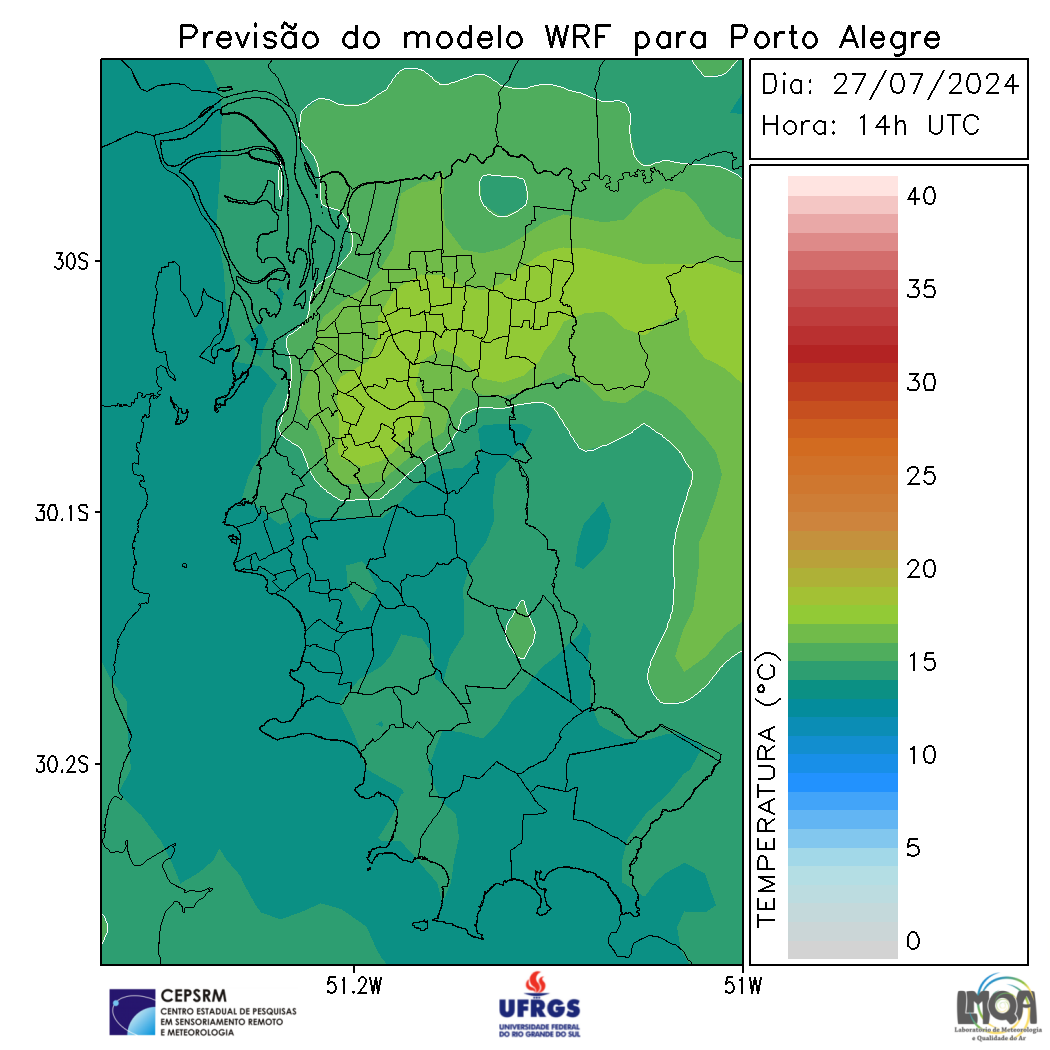 Previsão do modelo WRF para Porto Alegre
Dia: 27/07/2024
Hora: 14h UTC
40
35
30
25
20
15
10
5
0
TEMPERATURA (°C)
30S
30.1S
30.2S
51.2W
51W
CEPSRM
CENTRO ESTADUAL DE PESQUISAS
EM SENSORIAMENTO REMOTO
E METEOROLOGIA
UFRGS
UNIVERSIDADE FEDERAL
DO RIO GRANDE DO SUL
LMQA
Laboratório de Meteorologia
e Qualidade do Ar